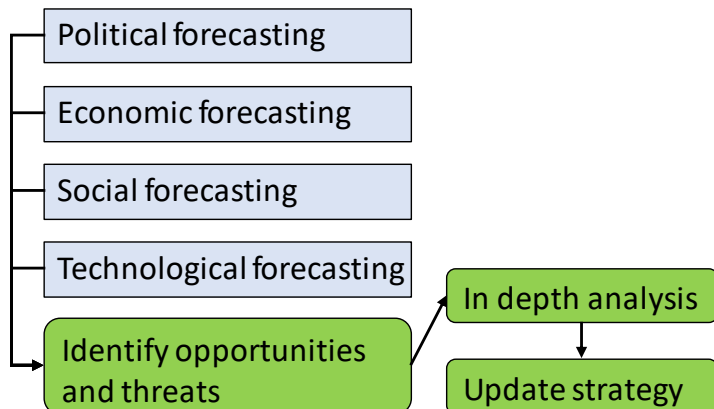 Political forecasting
Economic forecasting
Social forecasting
Technological forecasting
Identify opportunities
and threats
In depth analysis
Update strategy